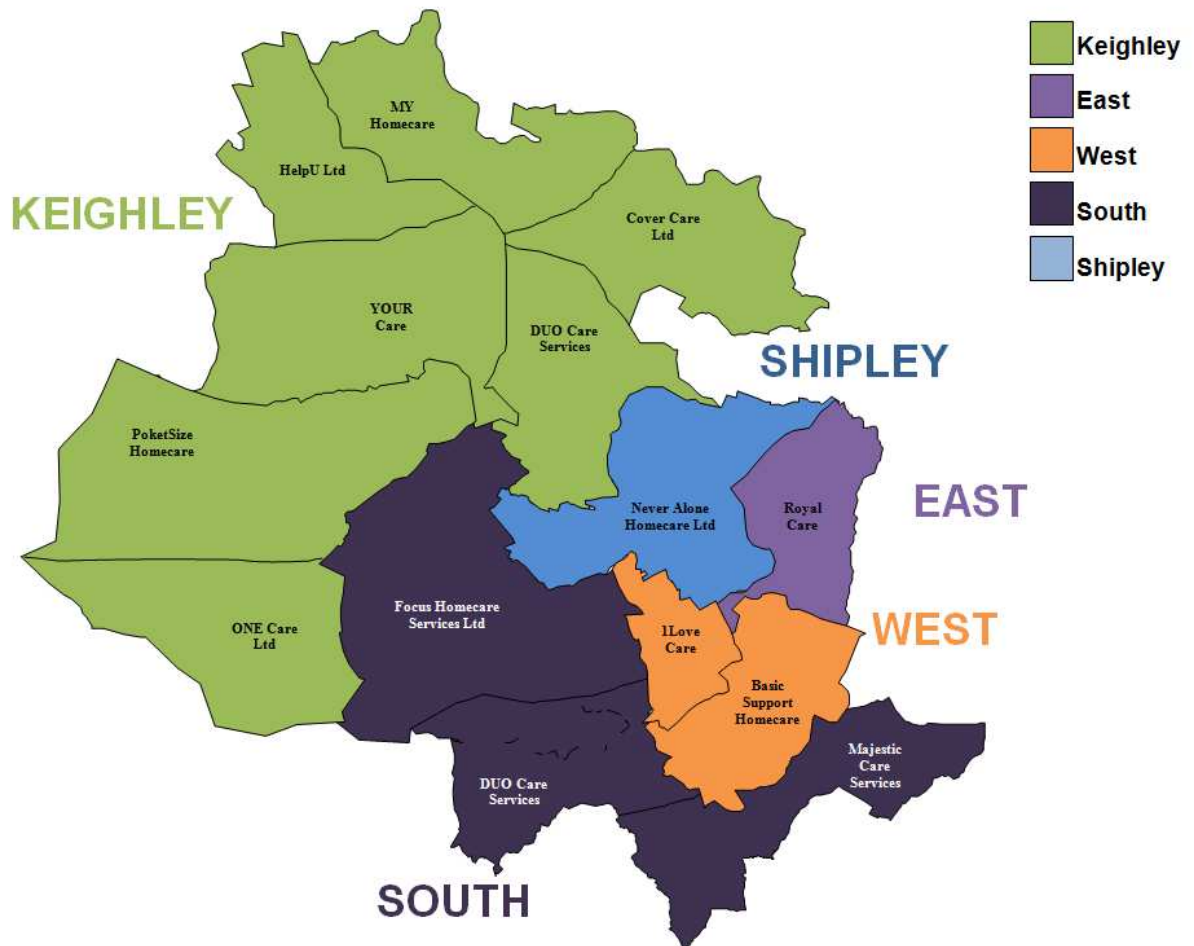 Keighley
East
West
South
Shipley
MY
Homecare
HelpU Ltd
KEIGHLEY
Cover Care
Ltd
YOUR
Care
DUO Care
Services
SHIPLEY
PoketSize
Homecare
Never Alone
Homecare Ltd
Royal
Care
EAST
Focus Homecare
Services Ltd
ONE Care
Ltd
1Love
Care
WEST
Basic
Support
Homecare
Majestic
Care
Services
DUO Care
Services
SOUTH